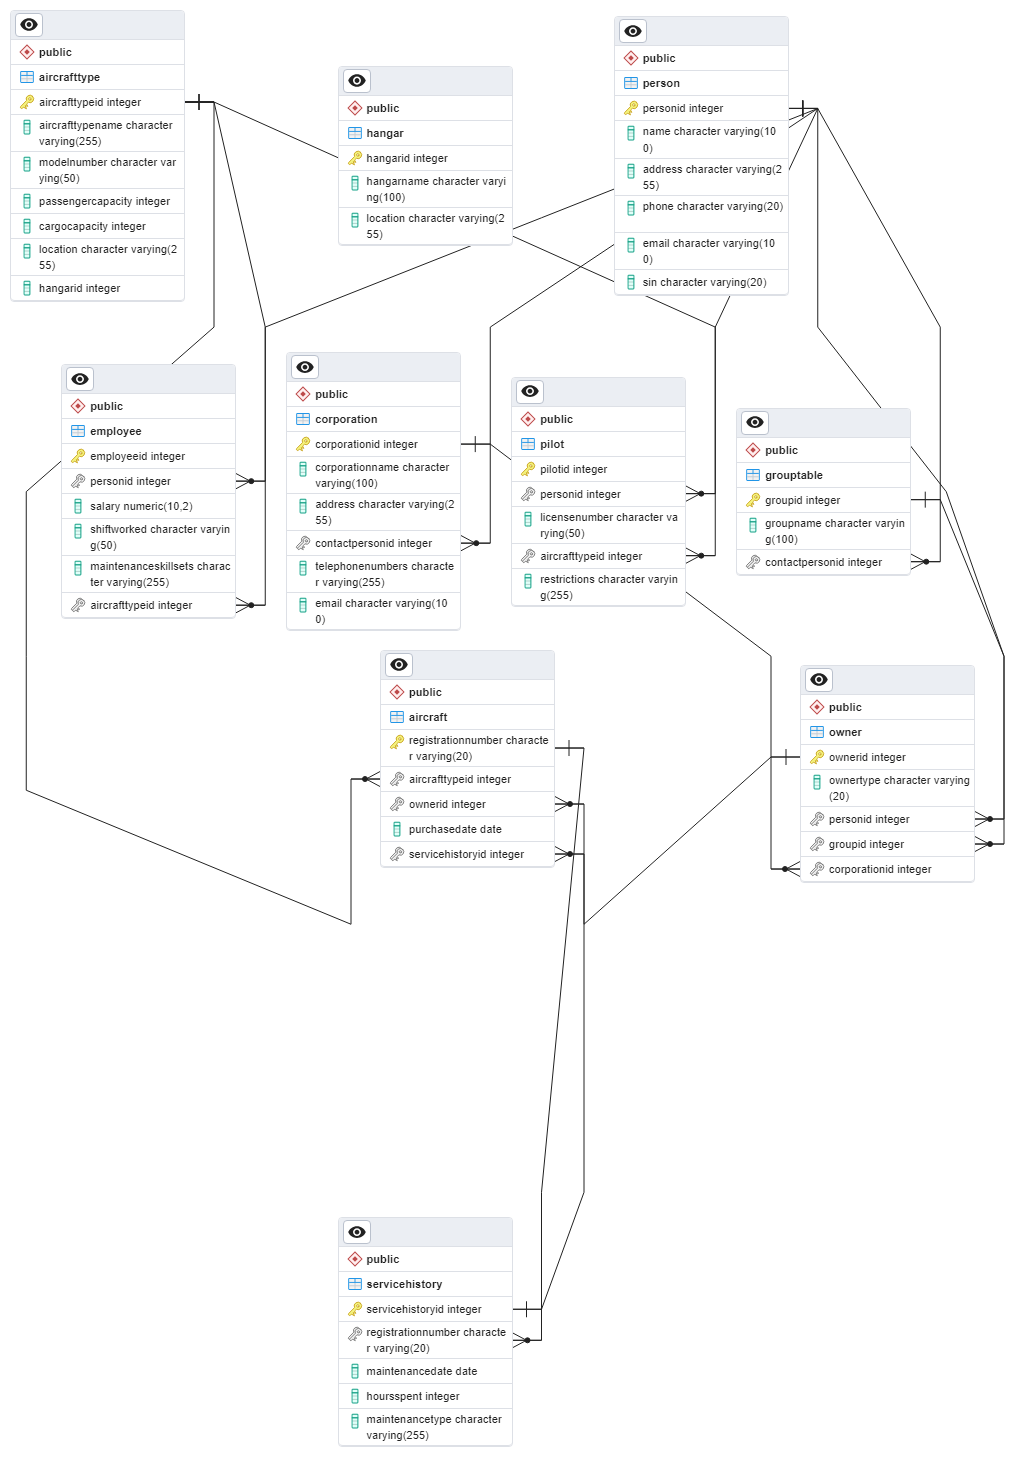 public
aircrafttype
aircrafttypeid integer
aircrafttypename character
varying(255)
modelnumber character var
ying(50)
passengercapacity integer
cargocapacity integer
location character varying(2
55)
hangarid integer
public
hangar
hangarid integer
hangarname character varyi
ng(100)
location character varying(2
55)
public
person
personid integer
name character varying(10
0)
address character varying(2
55)
phone character varying(20)
email character varying(10
0)
sin character varying(20)
public
employee
employeeid integer
personid integer
salary numeric(10,2)
shiftworked character varyin
g(50)
maintenanceskillsets charac
ter varying(255)
aircrafttypeid integer
public
corporation
corporationid integer
corporationname character
varying(100)
address character varying(2
55)
contactpersonid integer
telephonenumbers characte
r varying(255)
email character varying(10
0)
public
pilot
pilotid integer
personid integer
licensenumber character va
rying(50)
aircrafttypeid integer
restrictions character varyin
g(255)
public
grouptable
groupid integer
groupname character varyin
g(100)
contactpersonid integer
public
aircraft
registrationnumber characte
r varying(20)
aircrafttypeid integer
ownerid integer
purchasedate date
servicehistoryid integer
public
owner
ownerid integer
ownertype character varying
(20)
personid integer
groupid integer
corporationid integer
public
servicehistory
servicehistoryid integer
registrationnumber characte
r varying(20)
maintenancedate date
hoursspent integer
maintenancetype character
varying(255)